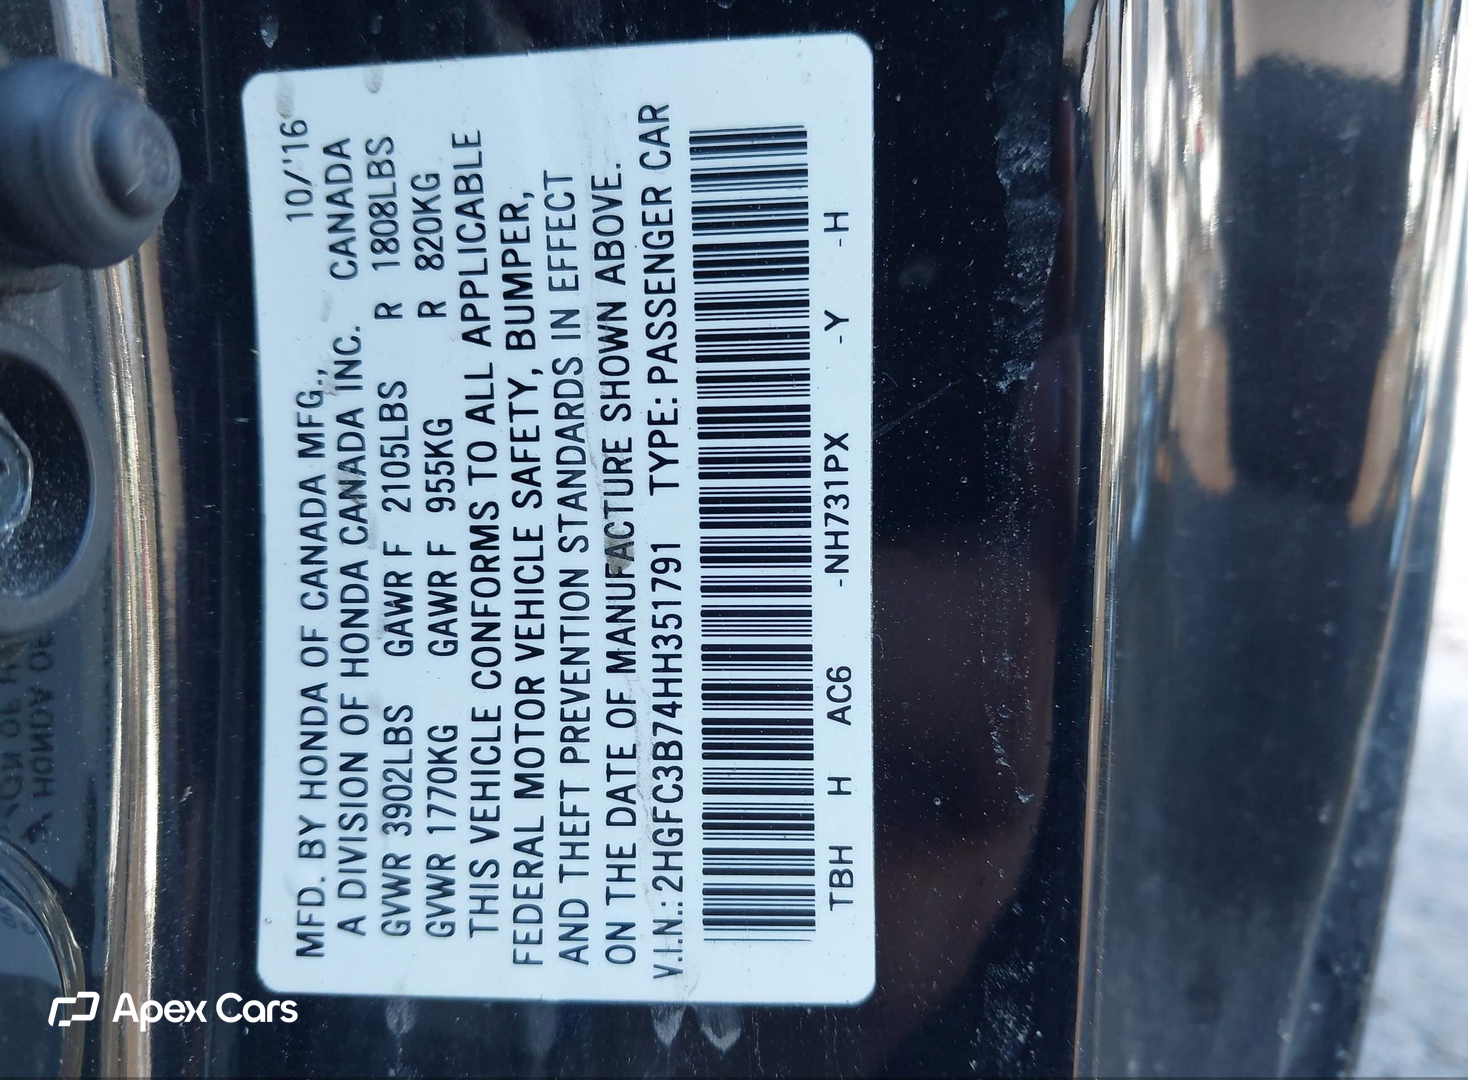 MFD. BY HONDA OF CANADA MFG., 10/'16
A DIVISION OF HONDA CANADA INC. CANADA
GVWR 3902LBS GAWR F 2105LBS R 1808LBS
GVWR 1770KG GAWR F 955KG R 820KG
THIS VEHICLE CONFORMS TO ALL APPLICABLE
FEDERAL MOTOR VEHICLE SAFETY, BUMPER,
AND THEFT PREVENTION STANDARDS IN EFFECT
ON THE DATE OF MANUFACTURE SHOWN ABOVE.
V.I.N.: 2HGFC3B74HH351791 TYPE: PASSENGER CAR
TBH H AC6 -NH731PX -Y -H
Apex Cars